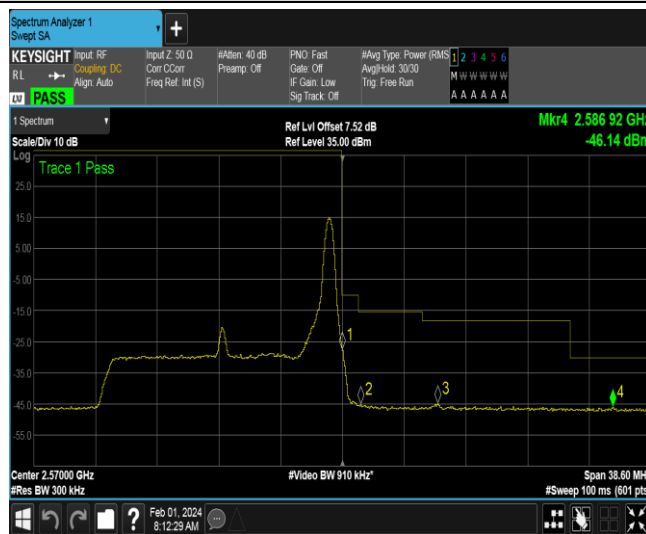 Spectrum Analyzer 1
Swept SA
+
KEYSIGHT Input: RF Input Z: 50 Ω #Atten: 40 dB PNO: Fast #Avg Type: Power (RMS 1 2 3 4 5 6
RL Coupling: DC Corr CCorr Preamp: Off Gate: Off Avg|Hold: 30/30 M W W W W W
Align: Auto Freq Ref: Int (S) IF Gain: Low Trig: Free Run
Sig Track: Off A A A A A A
LXI PASS
1 Spectrum Ref Lvl Offset 7.52 dB Mkr4 2.586 92 GHz
Scale/Div 10 dB Ref Level 35.00 dBm -46.14 dBm
Log
Trace 1 Pass
25.0
15.0
5.00
-5.00
-15.0
-25.0
1
-35.0
2 3 4
-45.0
-55.0
Center 2.57000 GHz #Video BW 910 kHz* Span 38.60 MH
#Res BW 300 kHz #Sweep 100 ms (601 pts
? Feb 01, 2024
8:12:29 AM